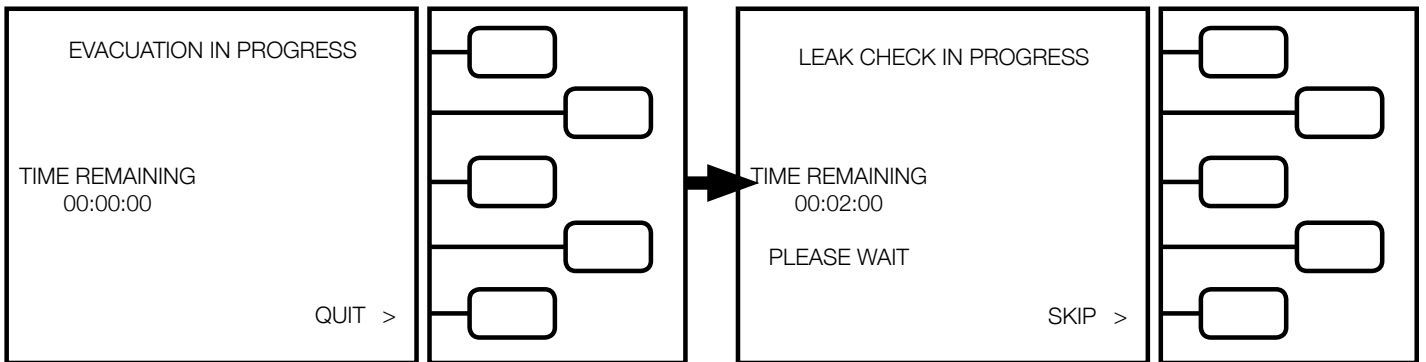 EVACUATION IN PROGRESS
TIME REMAINING
00:00:00
QUIT >
LEAK CHECK IN PROGRESS
TIME REMAINING
00:02:00
PLEASE WAIT
SKIP >